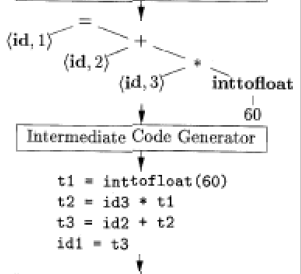 =
⟨id, 1⟩ +
⟨id, 2⟩ *
⟨id, 3⟩ inttofloat
60
Intermediate Code Generator
t1 = inttofloat(60)
t2 = id3 * t1
t3 = id2 + t2
id1 = t3